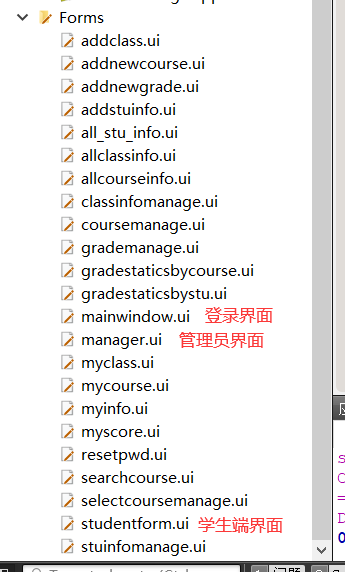 Forms
addclass.ui
addnewcourse.ui
addnewgrade.ui
addstuinfo.ui
all_stu_info.ui
allclassinfo.ui
allcourseinfo.ui
classinfomanage.ui
coursemanage.ui
grademanage.ui
gradestaticsbycourse.ui
gradestaticsbystu.ui
mainwindow.ui 登录界面
manager.ui 管理员界面
myclass.ui
mycourse.ui
myinfo.ui
myscore.ui
resetpwd.ui
searchcourse.ui
selectcoursemanage.ui
studentform.ui 学生端界面
stuinfomanage.ui